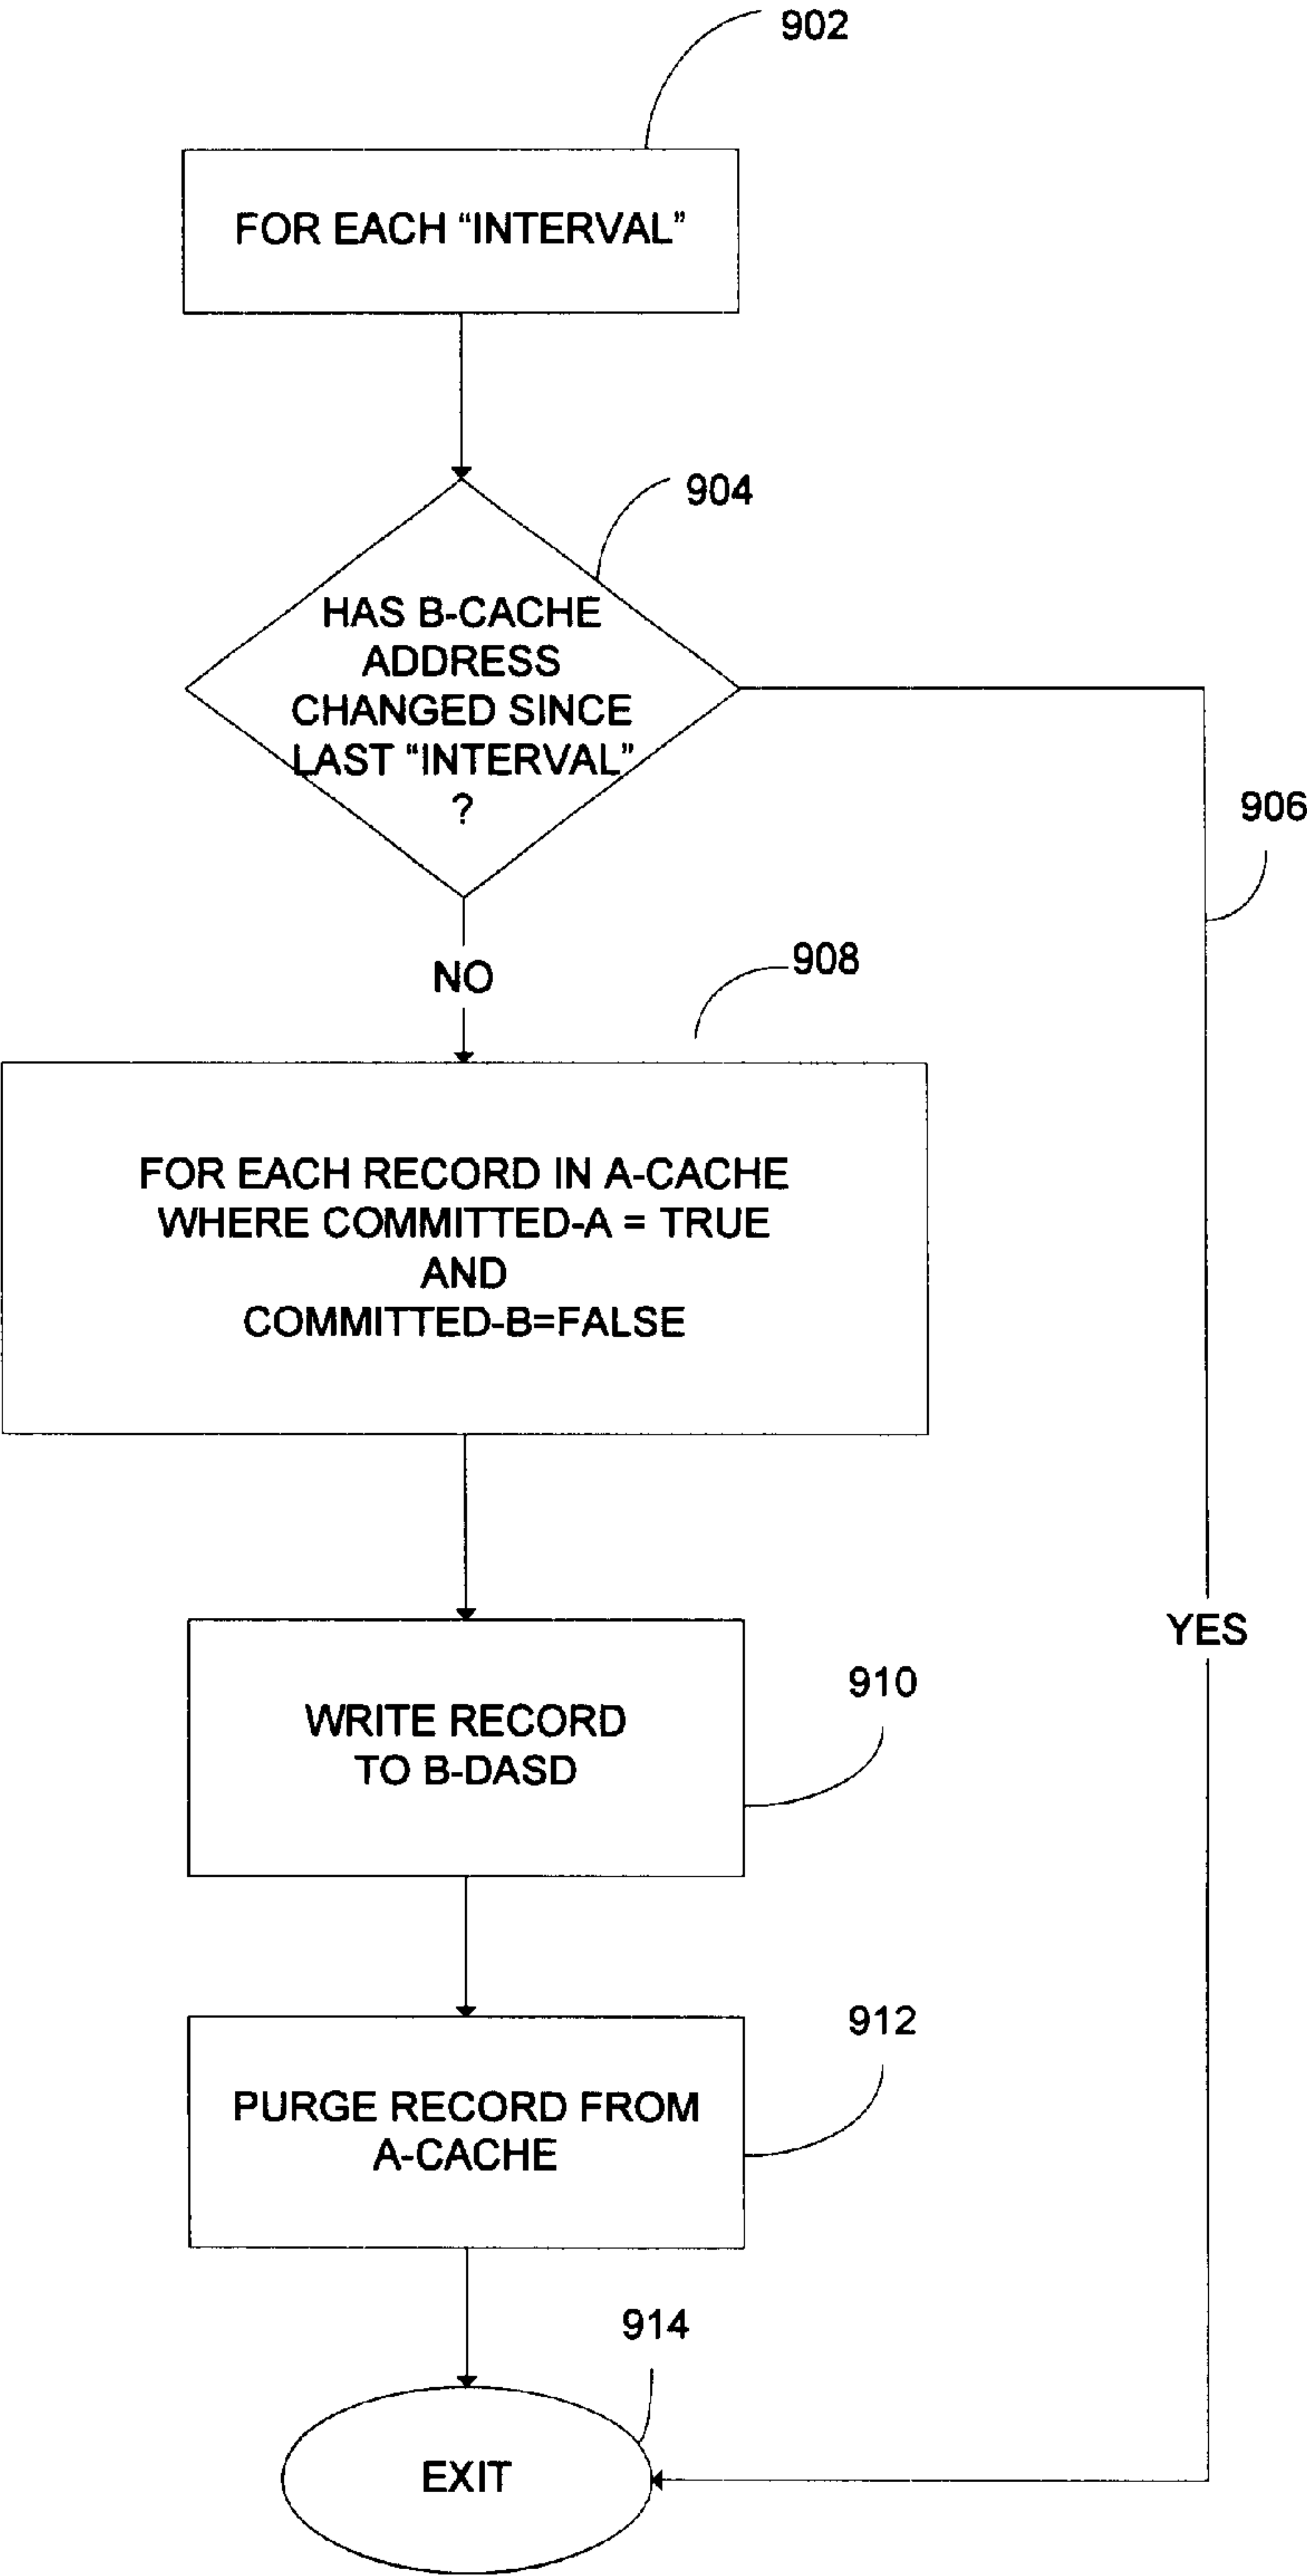 902
FOR EACH “INTERVAL”
904
HAS B-CACHE
ADDRESS
CHANGED SINCE
LAST “INTERVAL”
?
906
NO
908
FOR EACH RECORD IN A-CACHE
WHERE COMMITTED-A = TRUE
AND
COMMITTED-B=FALSE
YES
910
WRITE RECORD
TO B-DASD
912
PURGE RECORD FROM
A-CACHE
914
EXIT